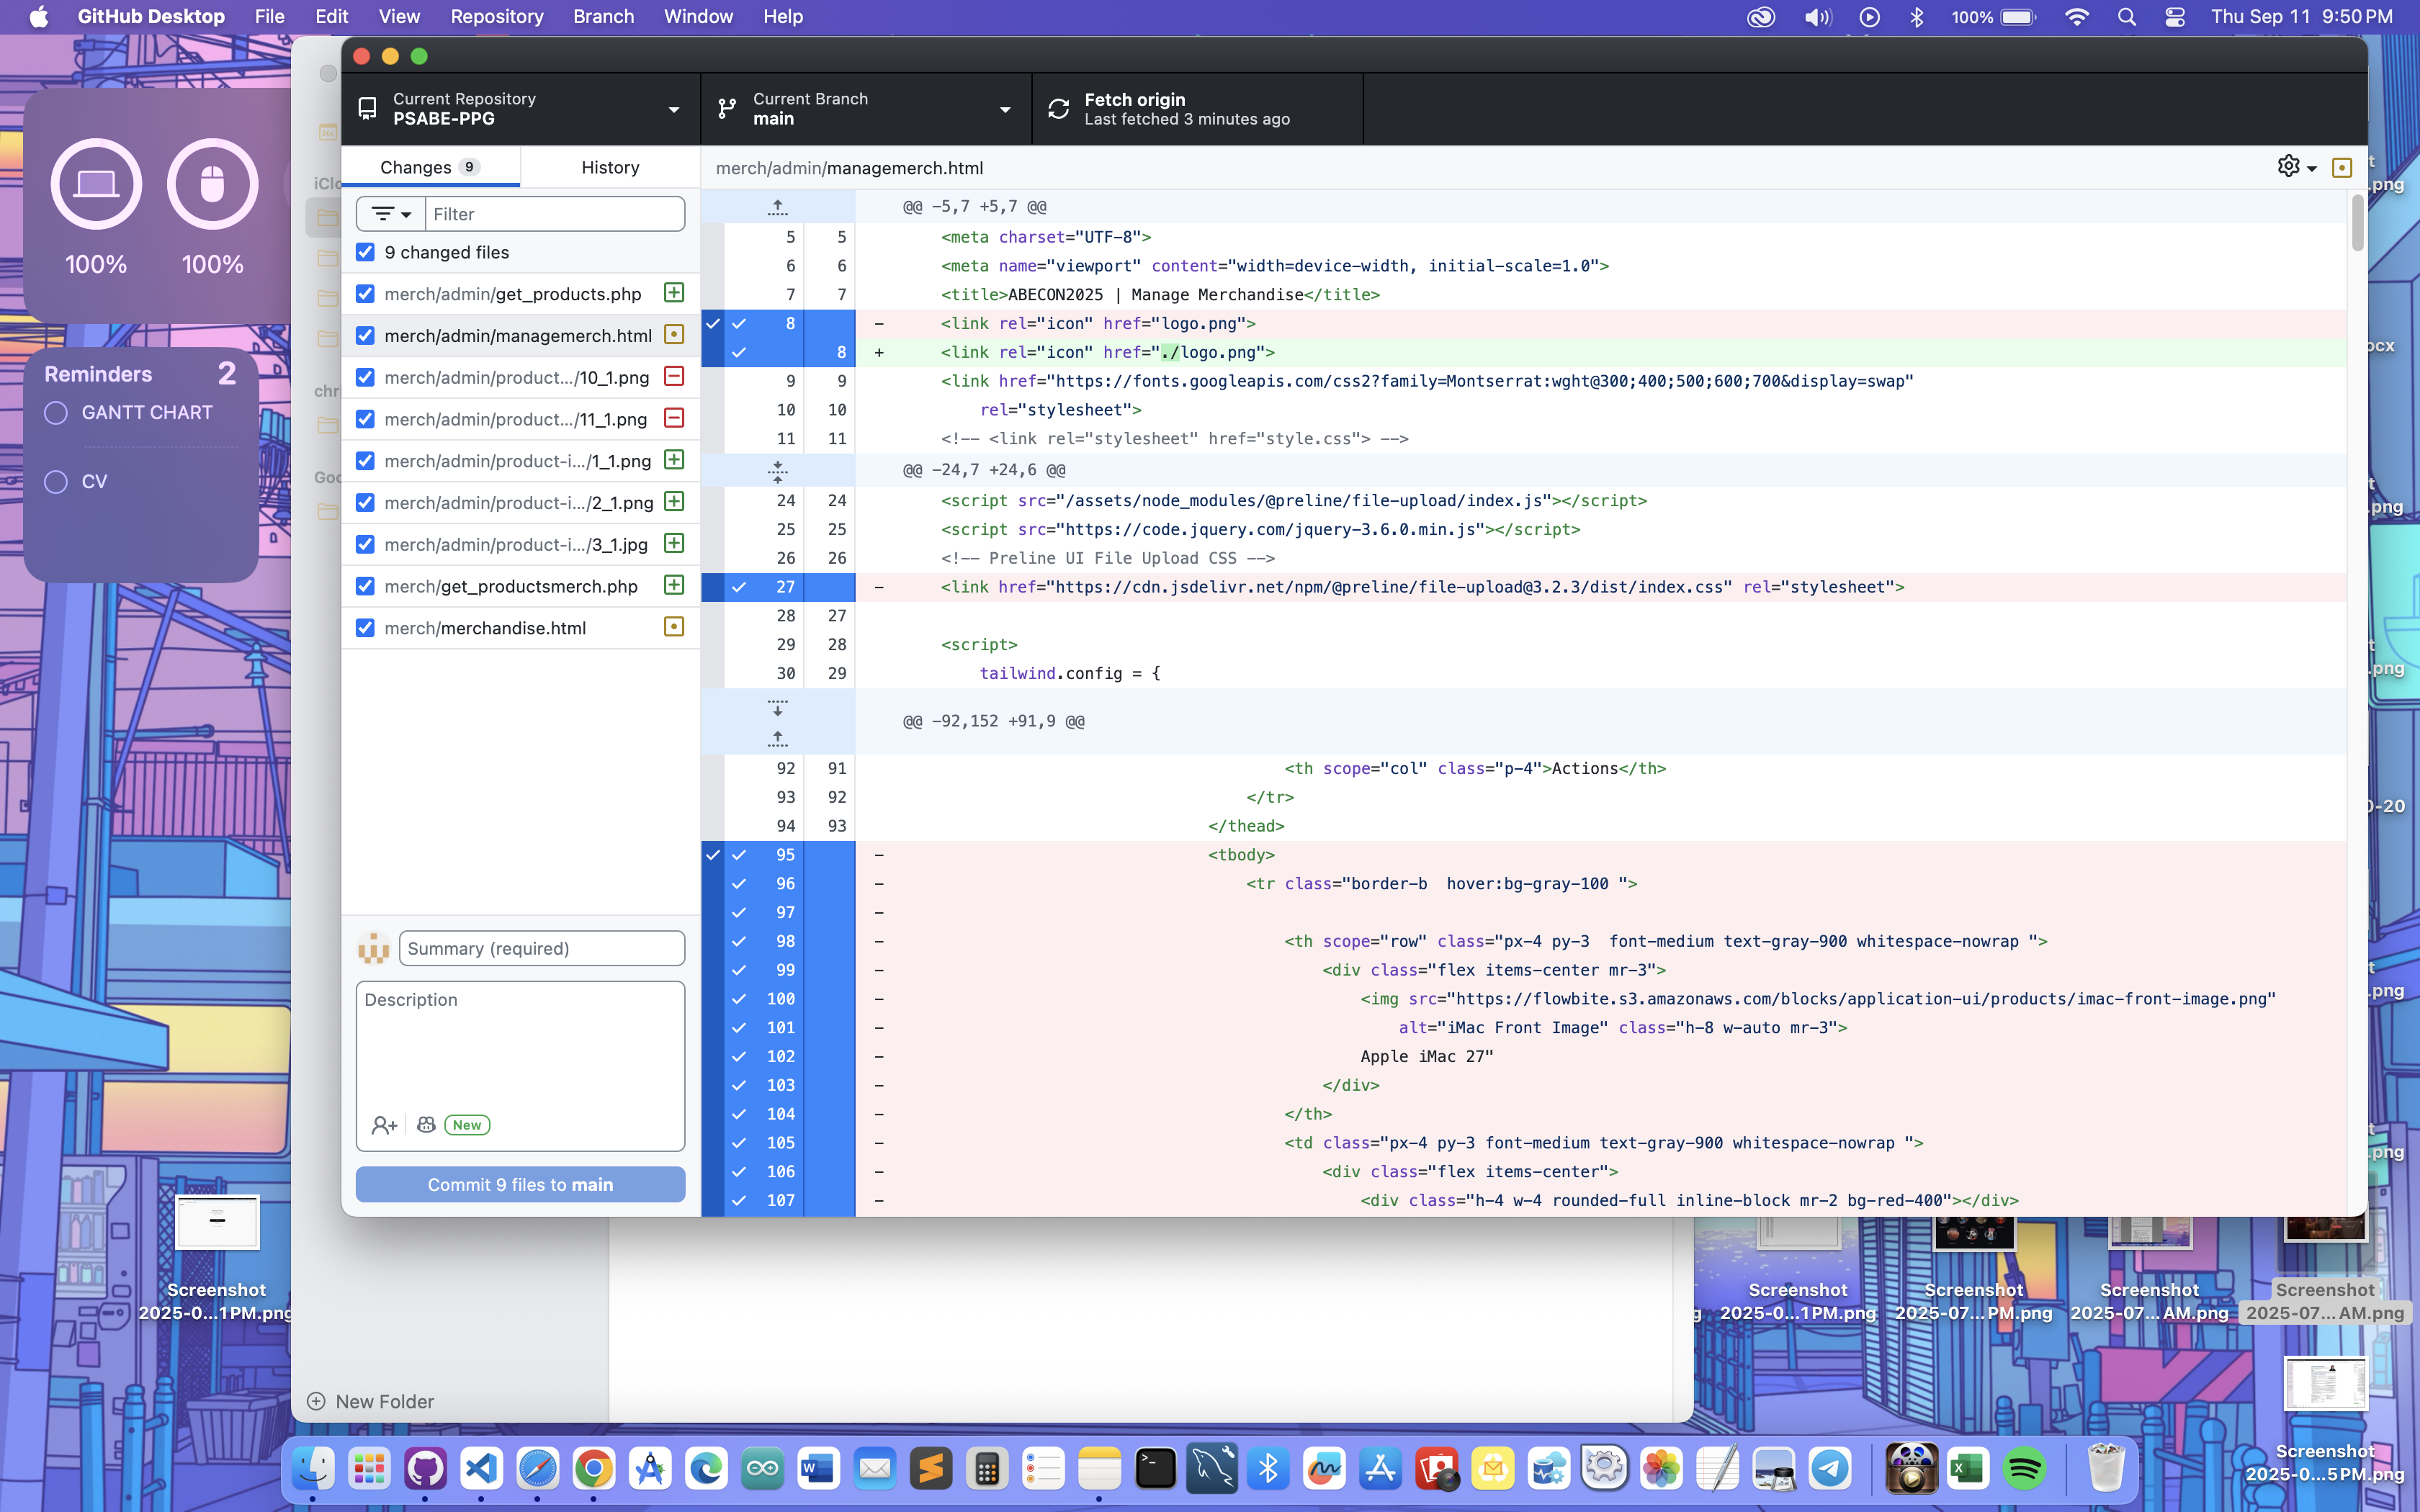 GitHub Desktop File Edit View Repository Branch Window Help 100% Thu Sep 11 9:50 PM
100% 100%
Reminders 2
GANTT CHART
CV
Current Repository
PSABE-PPG
Current Branch
main
Fetch origin
Last fetched 3 minutes ago
Changes 9 History
merch/admin/managemerch.html
Filter
9 changed files
merch/admin/get_products.php
merch/admin/managemerch.html
merch/admin/product.../10_1.png
merch/admin/product.../11_1.png
merch/admin/product-i.../1_1.png
merch/admin/product-i.../2_1.png
merch/admin/product-i.../3_1.jpg
merch/get_productsmerch.php
merch/merchandise.html
Summary (required)
Description
New
Commit 9 files to main
@@ -5,7 +5,7 @@
5 5 <meta charset="UTF-8">
6 6 <meta name="viewport" content="width=device-width, initial-scale=1.0">
7 7 <title>ABECON2025 | Manage Merchandise</title>
8 - <link rel="icon" href="logo.png">
8 + <link rel="icon" href="./logo.png">
9 9 <link href="https://fonts.googleapis.com/css2?family=Montserrat:wght@300;400;500;600;700&display=swap"
10 10 rel="stylesheet">
11 11 <!-- <link rel="stylesheet" href="style.css"> -->
@@ -24,7 +24,6 @@
24 24 <script src="/assets/node_modules/@preline/file-upload/index.js"></script>
25 25 <script src="https://code.jquery.com/jquery-3.6.0.min.js"></script>
26 26 <!-- Preline UI File Upload CSS -->
27 - <link href="https://cdn.jsdelivr.net/npm/@preline/file-upload@3.2.3/dist/index.css" rel="stylesheet">
28 27
29 28 <script>
30 29 tailwind.config = {
@@ -92,152 +91,9 @@
92 91 <th scope="col" class="p-4">Actions</th>
93 92 </tr>
94 93 </thead>
95 - <tbody>
96 - <tr class="border-b  hover:bg-gray-100 ">
97 -
98 - <th scope="row" class="px-4 py-3  font-medium text-gray-900 whitespace-nowrap ">
99 - <div class="flex items-center mr-3">
100 - <img src="https://flowbite.s3.amazonaws.com/blocks/application-ui/products/imac-front-image.png"
101 - alt="iMac Front Image" class="h-8 w-auto mr-3">
102 - Apple iMac 27"
103 - </div>
104 - </th>
105 - <td class="px-4 py-3 font-medium text-gray-900 whitespace-nowrap ">
106 - <div class="flex items-center">
107 - <div class="h-4 w-4 rounded-full inline-block mr-2 bg-red-400"></div>
New Folder
Screenshot
2025-0...1PM.png
Screenshot
2025-0...1PM.png
Screenshot
2025-07...PM.png
Screenshot
2025-07...AM.png
Screenshot
2025-07...AM.png
Screenshot
2025-0...5PM.png